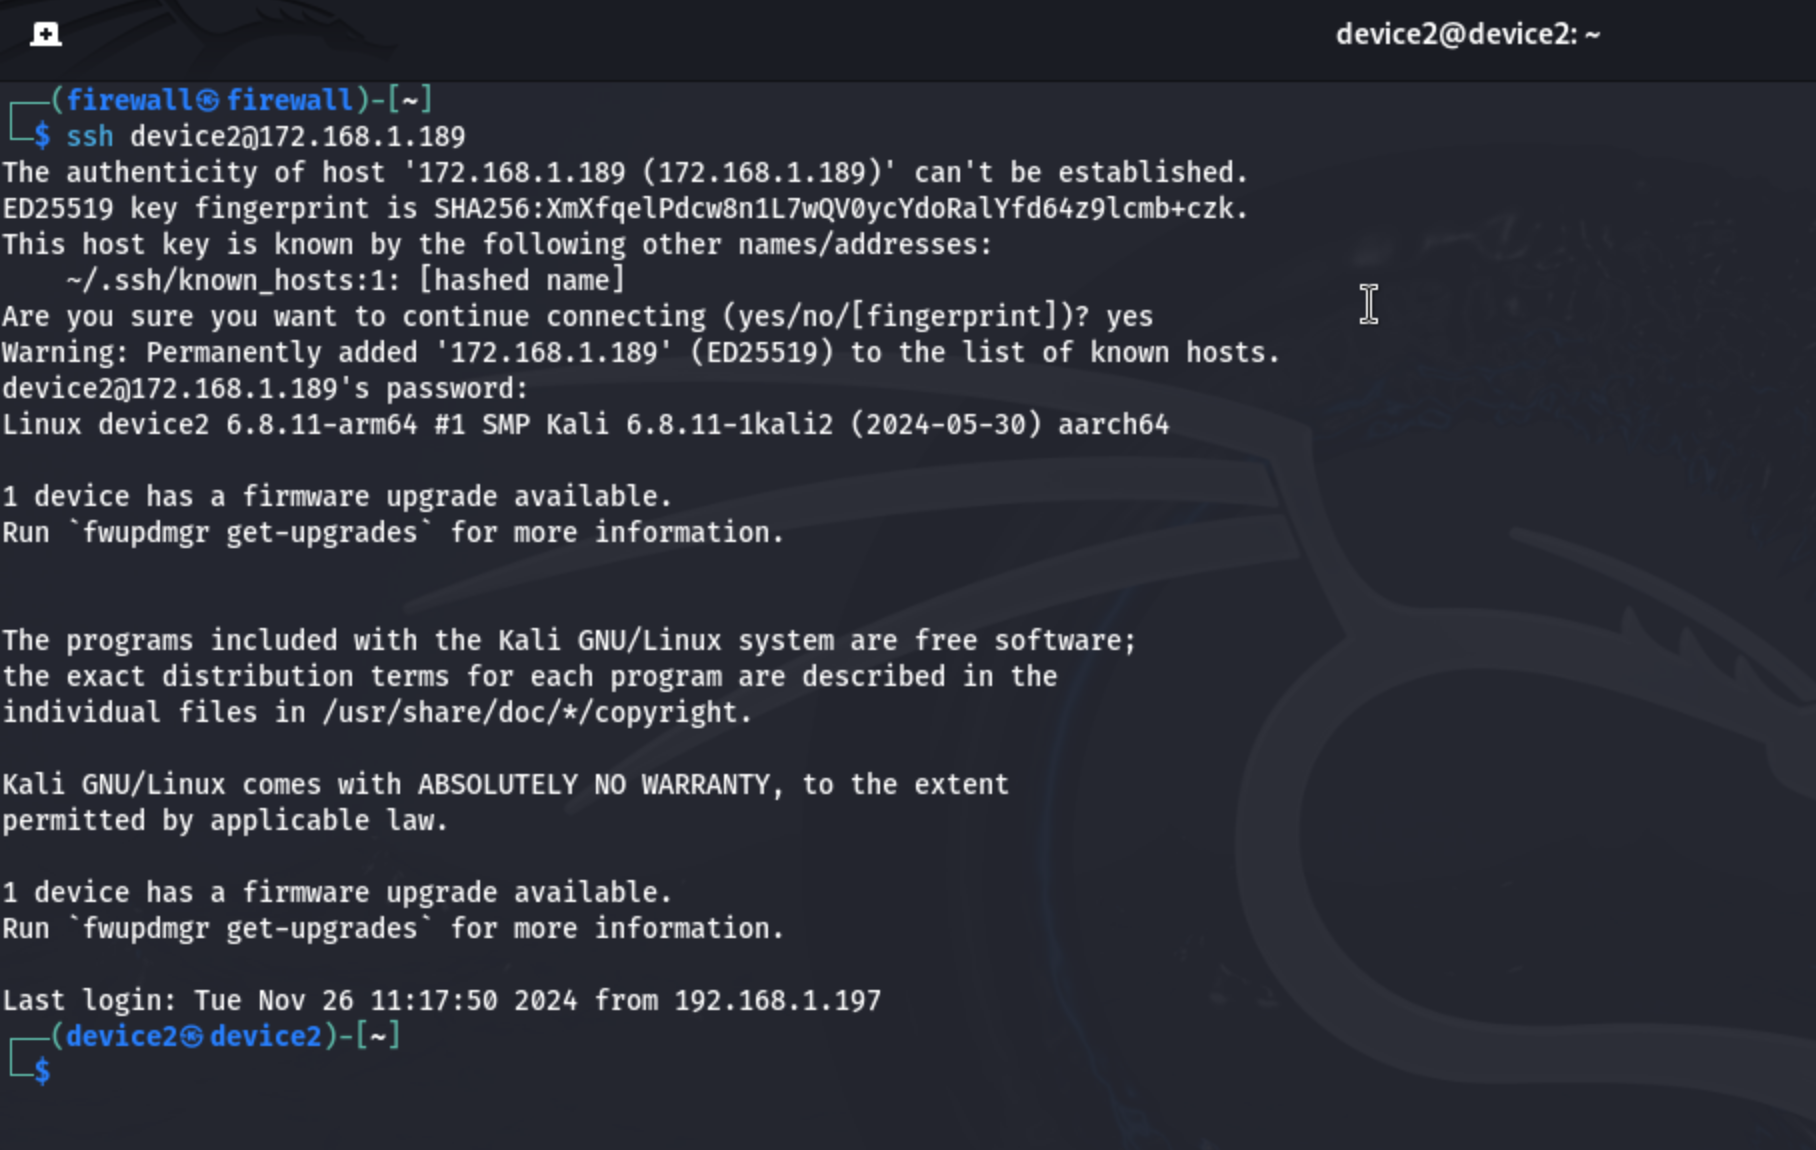 device2@device2: ~
┌──(firewall㉿firewall)-[~]
└─$ ssh device2@172.168.1.189
The authenticity of host '172.168.1.189 (172.168.1.189)' can't be established.
ED25519 key fingerprint is SHA256:XmXfqelPdcw8n1L7wQV0ycYdoRalYfd64z9lcmb+czk.
This host key is known by the following other names/addresses:
    ~/.ssh/known_hosts:1: [hashed name]
Are you sure you want to continue connecting (yes/no/[fingerprint])? yes
Warning: Permanently added '172.168.1.189' (ED25519) to the list of known hosts.
device2@172.168.1.189's password:
Linux device2 6.8.11-arm64 #1 SMP Kali 6.8.11-1kali2 (2024-05-30) aarch64
1 device has a firmware upgrade available.
Run `fwupdmgr get-upgrades` for more information.
The programs included with the Kali GNU/Linux system are free software;
the exact distribution terms for each program are described in the
individual files in /usr/share/doc/*/copyright.
Kali GNU/Linux comes with ABSOLUTELY NO WARRANTY, to the extent
permitted by applicable law.
1 device has a firmware upgrade available.
Run `fwupdmgr get-upgrades` for more information.
Last login: Tue Nov 26 11:17:50 2024 from 192.168.1.197
┌──(device2㉿device2)-[~]
└─$